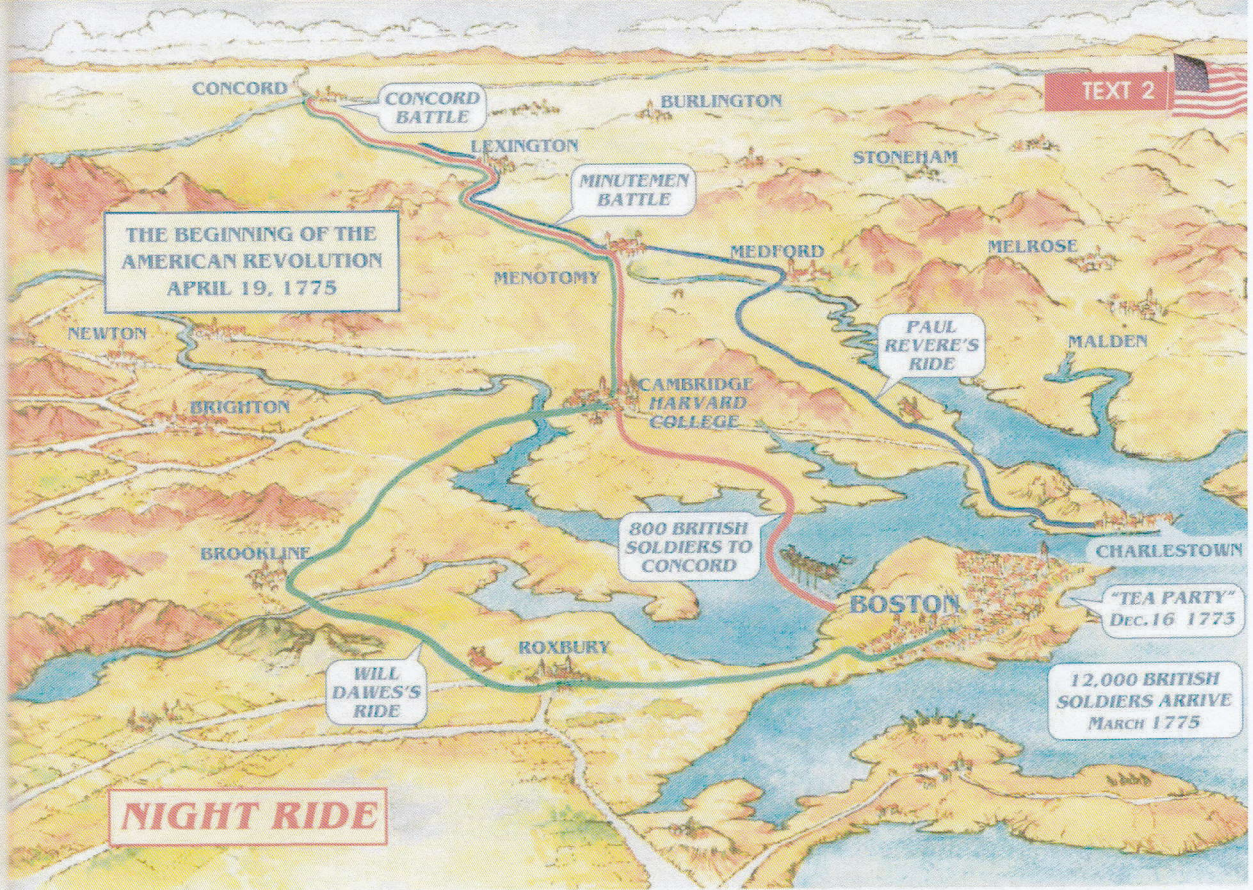 CONCORD
CONCORD
BATTLE
BURLINGTON
TEXT 2
LEXINGTON
STONEHAM
MINUTEMEN
BATTLE
THE BEGINNING OF THE
AMERICAN REVOLUTION
APRIL 19, 1775
MENOTOMY
MEDFORD
MELROSE
NEWTON
PAUL
REVERE'S
RIDE
MALDEN
BRIGHTON
CAMBRIDGE
HARVARD
COLLEGE
800 BRITISH
SOLDIERS TO
CONCORD
BROOKLINE
CHARLESTOWN
BOSTON
"TEA PARTY"
DEC.16 1773
ROXBURY
WILL
DAWES'S
RIDE
12,000 BRITISH
SOLDIERS ARRIVE
MARCH 1775
NIGHT RIDE